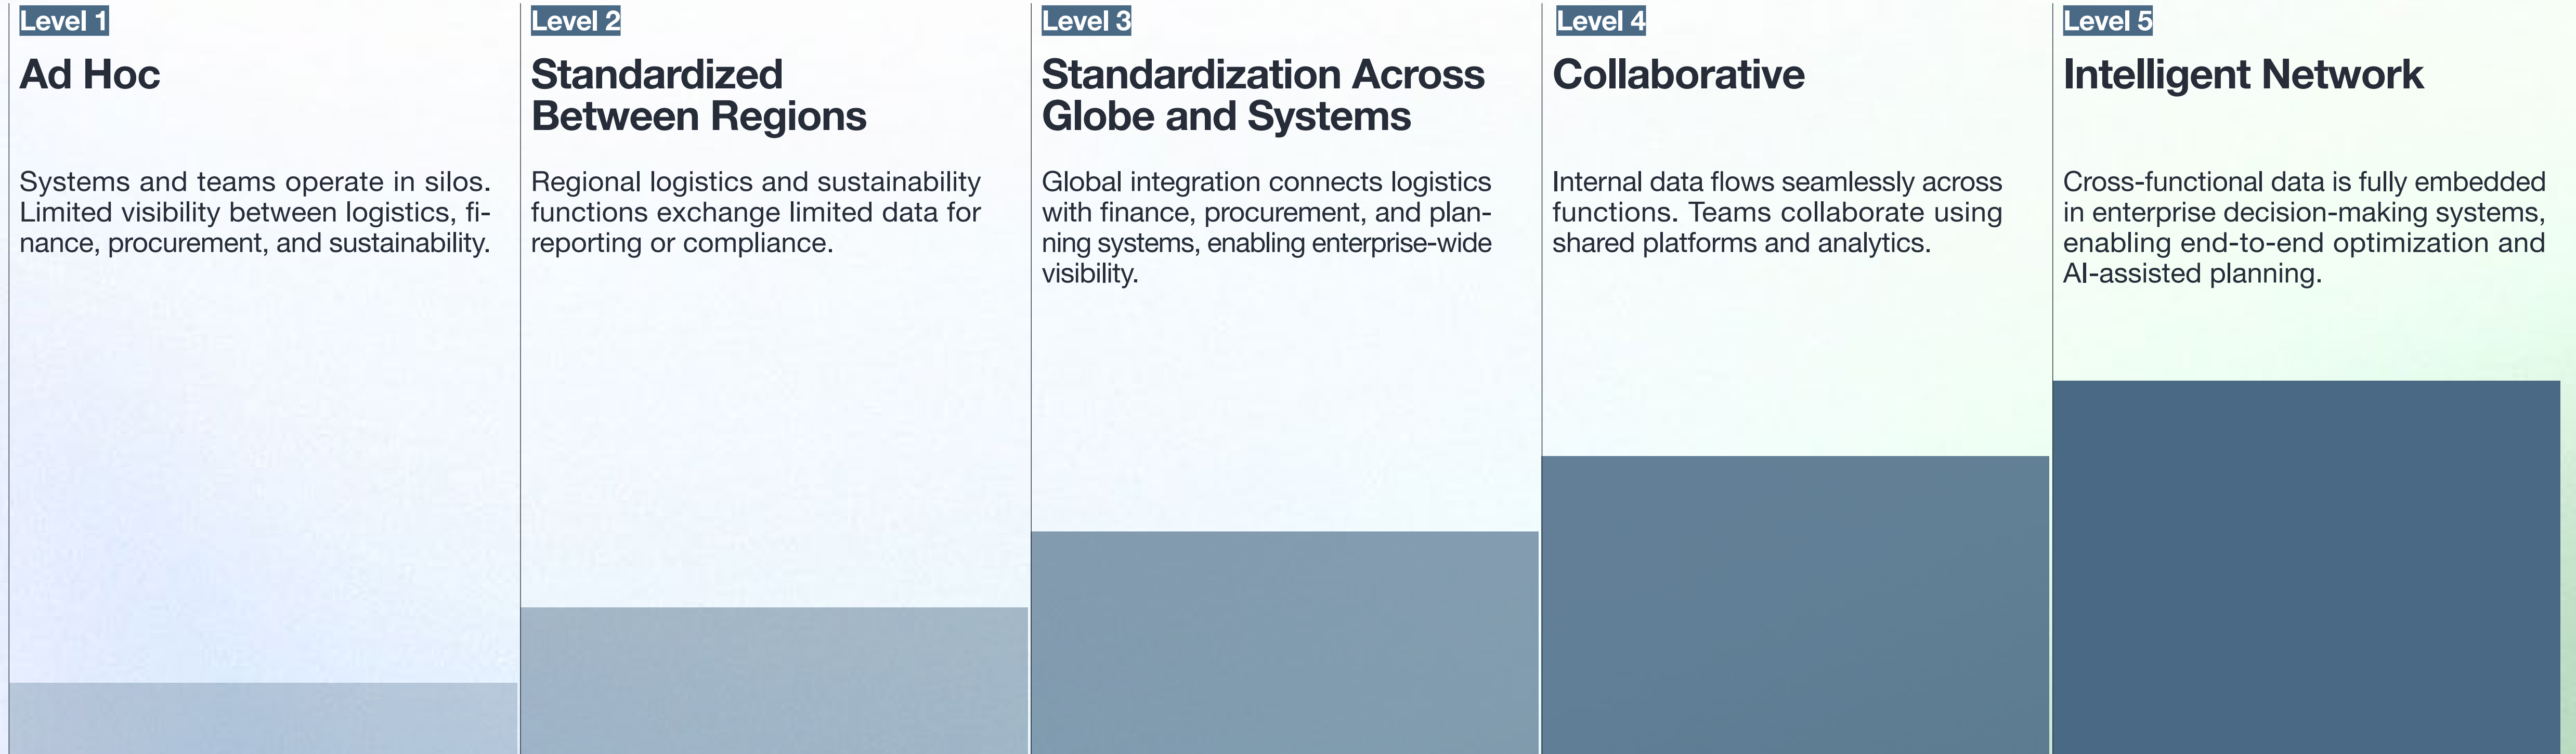 Level 1
Ad Hoc
Systems and teams operate in silos.
Limited visibility between logistics, fi-
nance, procurement, and sustainability.
Level 2
Standardized
Between Regions
Regional logistics and sustainability
functions exchange limited data for
reporting or compliance.
Level 3
Standardization Across
Globe and Systems
Global integration connects logistics
with finance, procurement, and plan-
ning systems, enabling enterprise-wide
visibility.
Level 4
Collaborative
Internal data flows seamlessly across
functions. Teams collaborate using
shared platforms and analytics.
Level 5
Intelligent Network
Cross-functional data is fully embedded
in enterprise decision-making systems,
enabling end-to-end optimization and
AI-assisted planning.